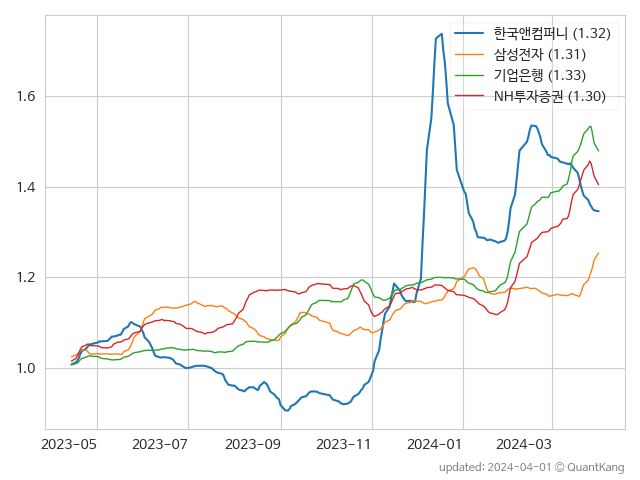 한국앤컴퍼니 (1.32)
삼성전자 (1.31)
기업은행 (1.33)
NH투자증권 (1.30)
1.6
1.4
1.2
1.0
2023-05 2023-07 2023-09 2023-11 2024-01 2024-03
updated: 2024-04-01 © QuantKang